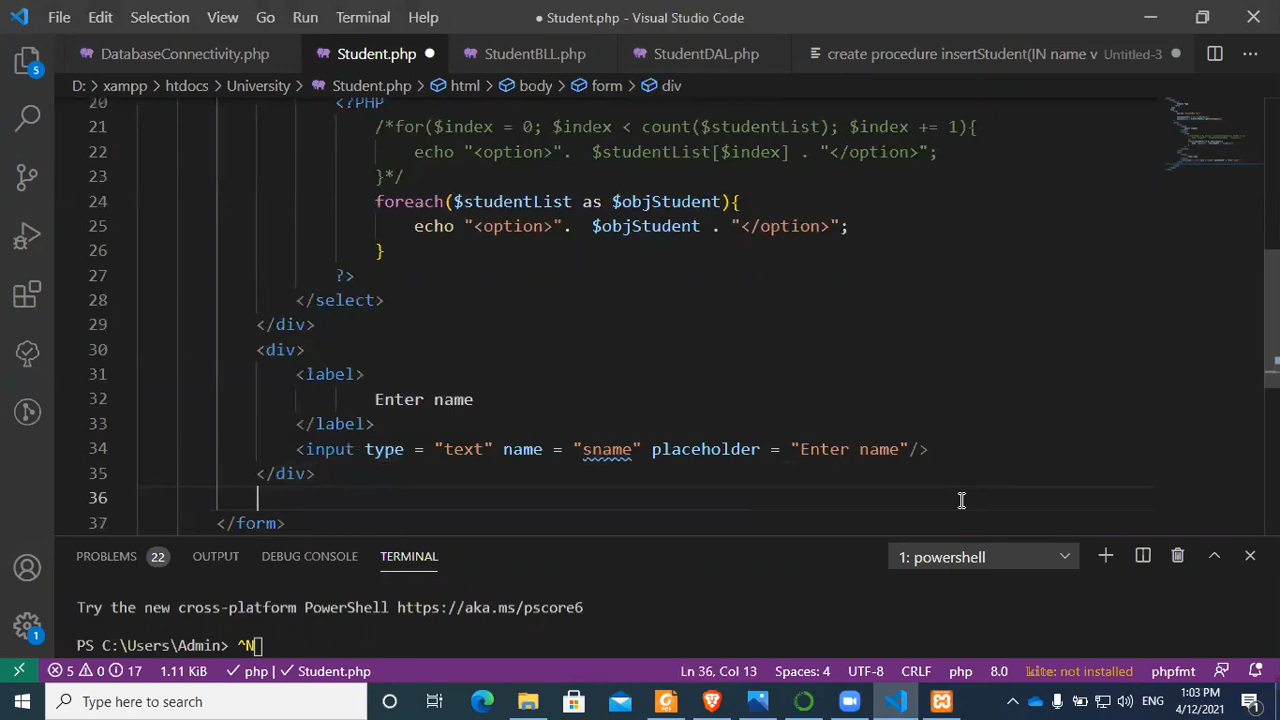 File Edit Selection View Go Run Terminal Help ● Student.php - Visual Studio Code
DatabaseConnectivity.php Student.php ● StudentBLL.php StudentDAL.php create procedure insertStudent(IN name v Untitled-3 ●
D: > xampp > htdocs > University > Student.php > html > body > form > div
5
20 <?PHP
21 /*for($index = 0; $index < count($studentList); $index += 1){
22 echo "<option>".  $studentList[$index] . "</option>";
23 }*/
24 foreach($studentList as $objStudent){
25 echo "<option>".  $objStudent . "</option>";
26 }
27 ?>
28 </select>
29 </div>
30 <div>
31 <label>
32 Enter name
33 </label>
34 <input type = "text" name = "sname" placeholder = "Enter name"/>
35 </div>
36
37 </form>
PROBLEMS 22 OUTPUT DEBUG CONSOLE TERMINAL 1: powershell
Try the new cross-platform PowerShell https://aka.ms/pscore6
PS C:\Users\Admin> ^N
1
5 0 17 1.11 KiB php | Student.php Ln 36, Col 13 Spaces: 4 UTF-8 CRLF php 8.0 kite: not installed phpfmt
Type here to search ENG 1:03 PM
4/12/2021 1